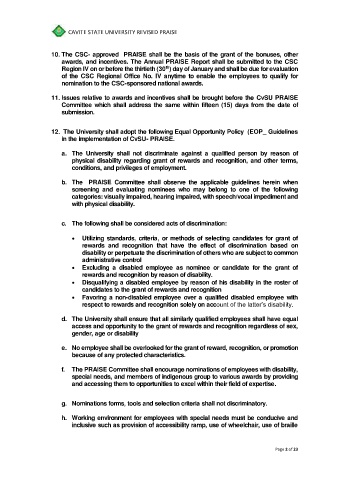 CAVITE STATE UNIVERSITY REVISED PRAISE
10. The CSC- approved PRAISE shall be the basis of the grant of the bonuses, other
awards, and incentives. The Annual PRAISE Report shall be submitted to the CSC
Region IV on or before the thirtieth (30th) day of January and shall be due for evaluation
of the CSC Regional Office No. IV anytime to enable the employees to qualify for
nomination to the CSC-sponsored national awards.
11. Issues relative to awards and incentives shall be brought before the CvSU PRAISE
Committee which shall address the same within fifteen (15) days from the date of
submission.
12. The University shall adopt the following Equal Opportunity Policy (EOP_ Guidelines
in the implementation of CvSU- PRAISE.
a. The University shall not discriminate against a qualified person by reason of
physical disability regarding grant of rewards and recognition, and other terms,
conditions, and privileges of employment.
b. The PRAISE Committee shall observe the applicable guidelines herein when
screening and evaluating nominees who may belong to one of the following
categories: visually impaired, hearing impaired, with speech/vocal impediment and
with physical disability.
c. The following shall be considered acts of discrimination:
• Utilizing standards, criteria, or methods of selecting candidates for grant of
rewards and recognition that have the effect of discrimination based on
disability or perpetuate the discrimination of others who are subject to common
administrative control
• Excluding a disabled employee as nominee or candidate for the grant of
rewards and recognition by reason of disability.
• Disqualifying a disabled employee by reason of his disability in the roster of
candidates to the grant of rewards and recognition
• Favoring a non-disabled employee over a qualified disabled employee with
respect to rewards and recognition solely on account of the latter's disability.
d. The University shall ensure that all similarly qualified employees shall have equal
access and opportunity to the grant of rewards and recognition regardless of sex,
gender, age or disability
e. No employee shall be overlooked for the grant of reward, recognition, or promotion
because of any protected characteristics.
f. The PRAISE Committee shall encourage nominations of employees with disability,
special needs, and members of indigenous group to various awards by providing
and accessing them to opportunities to excel within their field of expertise.
g. Nominations forms, tools and selection criteria shall not discriminatory.
h. Working environment for employees with special needs must be conducive and
inclusive such as provision of accessibility ramp, use of wheelchair, use of braille